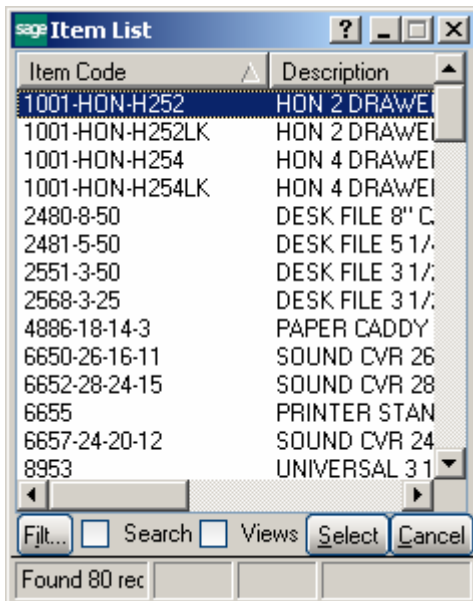 sage Item List
Item Code Description
1001-HON-H252 HON 2 DRAWE
1001-HON-H252LK HON 2 DRAWE
1001-HON-H254 HON 4 DRAWE
1001-HON-H254LK HON 4 DRAWE
2480-8-50 DESK FILE 8" C
2481-5-50 DESK FILE 5 1/
2551-3-50 DESK FILE 3 1/
2568-3-25 DESK FILE 3 1/
4886-18-14-3 PAPER CADDY
6650-26-16-11 SOUND CVR 26
6652-28-24-15 SOUND CVR 28
6655 PRINTER STAN
6657-24-20-12 SOUND CVR 24
8953 UNIVERSAL 3 1
Filt... Search Views Select Cancel
Found 80 rec